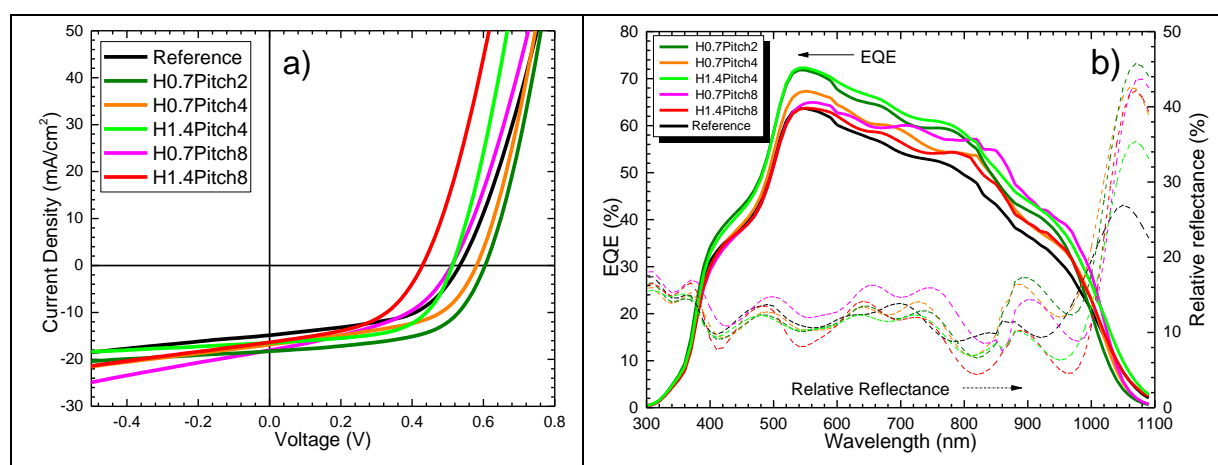 a)
Reference
H0.7Pitch2
H0.7Pitch4
H1.4Pitch4
H0.7Pitch8
H1.4Pitch8
Current Density (mA/cm²)
50
40
30
20
10
0
-10
-20
-30
-0.4 -0.2 0.0 0.2 0.4 0.6 0.8
Voltage (V)
b)
H0.7Pitch2
H0.7Pitch4
H1.4Pitch4
H0.7Pitch8
H1.4Pitch8
Reference
EQE
Relative Reflectance
EQE (%)
80
70
60
50
40
30
20
10
0
Relative reflectance (%)
50
40
30
20
10
0
300 400 500 600 700 800 900 1000 1100
Wavelength (nm)